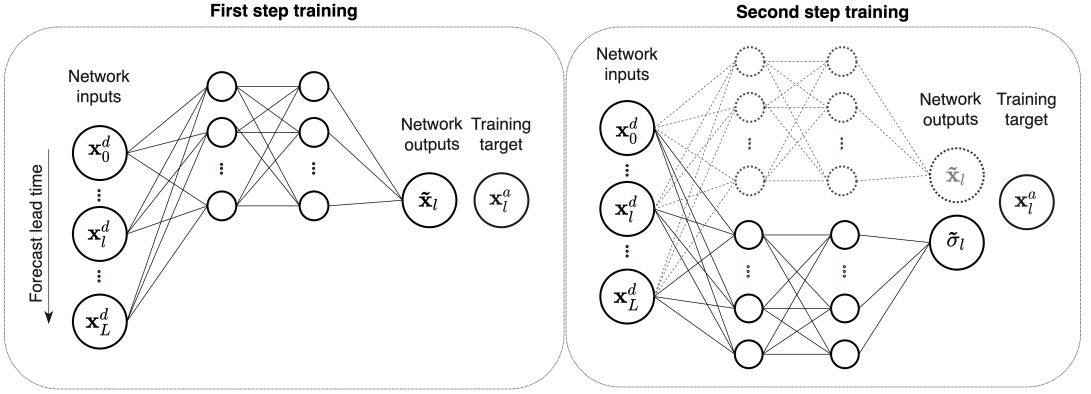 First step training
Network
inputs
x_0^d
x_l^d
x_L^d
Forecast lead time
Network
outputs
x̃_l
Training
target
x_l^a
Second step training
Network
inputs
x_0^d
x_l^d
x_L^d
Network
outputs
x̃_l
σ̃_l
Training
target
x_l^a